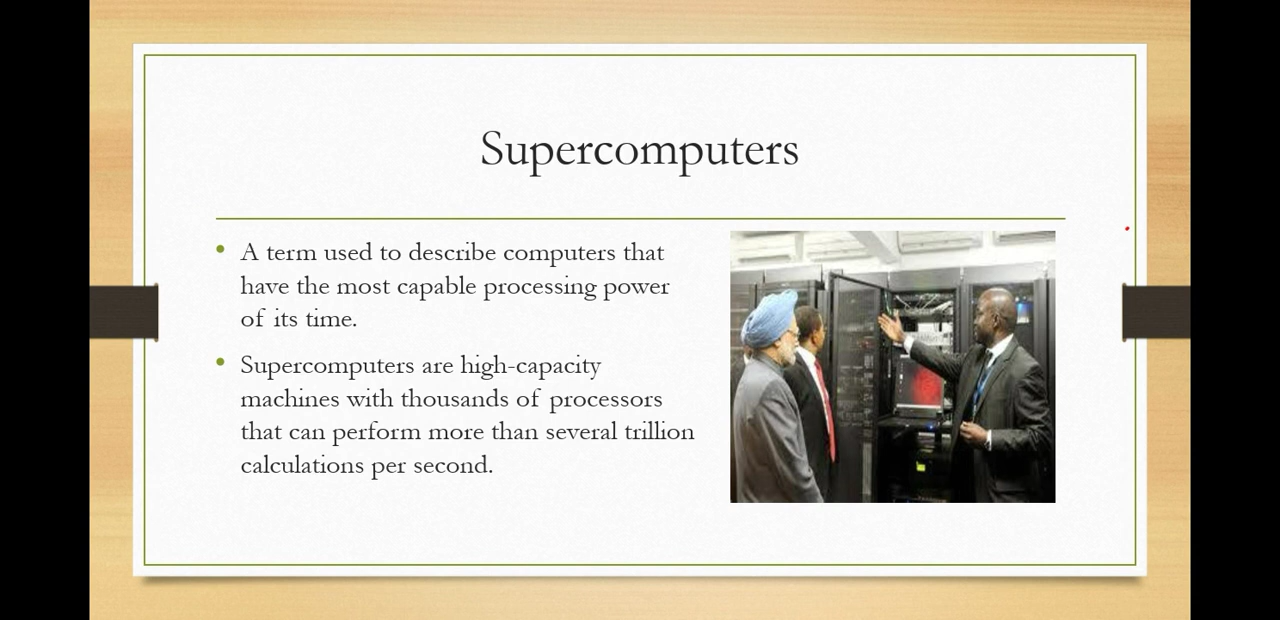 Supercomputers
• A term used to describe computers that
have the most capable processing power
of its time.
• Supercomputers are high-capacity
machines with thousands of processors
that can perform more than several trillion
calculations per second.